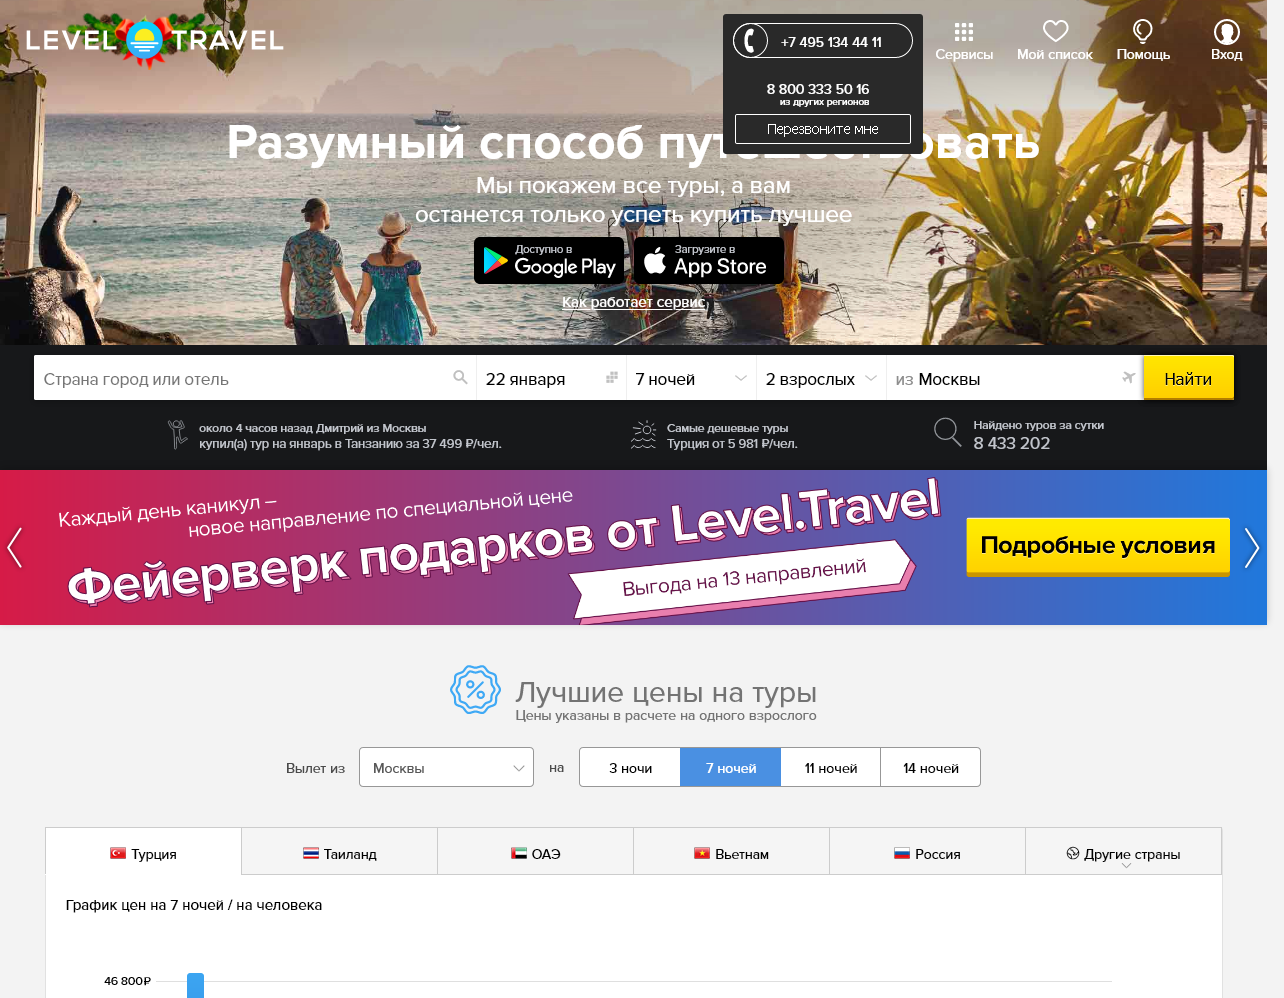 LEVEL TRAVEL
+7 495 134 44 11
8 800 333 50 16
из других регионов
Перезвоните мне
Сервисы
Мой список
Помощь
Вход
Разумный способ пут
вовать
Мы покажем все туры, а вам
останется только успеть купить лучшее
Доступно в
Google Play
Загрузите в
App Store
Как работает сервис
Страна город или отель
22 января
7 ночей
2 взрослых
из Москвы
Найти
около 4 часов назад Дмитрий из Москвы
купил(а) тур на январь в Танзанию за 37 499 ₽/чел.
Самые дешевые туры
Турция от 5 981 ₽/чел.
Найдено туров за сутки
8 433 202
Каждый день каникул –
новое направление по специальной цене
Фейерверк подарков от Level.Travel
Выгода на 13 направлений
Подробные условия
Лучшие цены на туры
Цены указаны в расчете на одного взрослого
Вылет из
Москвы
на
3 ночи
7 ночей
11 ночей
14 ночей
Турция
Таиланд
ОАЭ
Вьетнам
Россия
Другие страны
График цен на 7 ночей / на человека
46 800₽